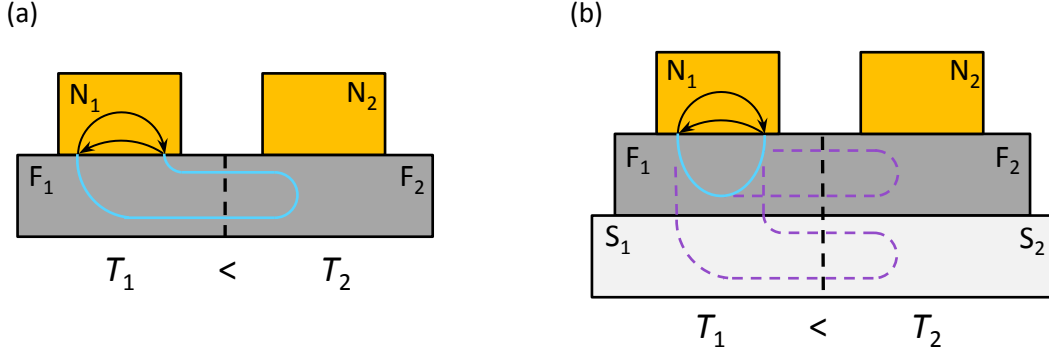 (a)
N₁
N₂
F₁
F₂
T₁ < T₂
(b)
N₁
N₂
F₁
F₂
S₁
S₂
T₁ < T₂